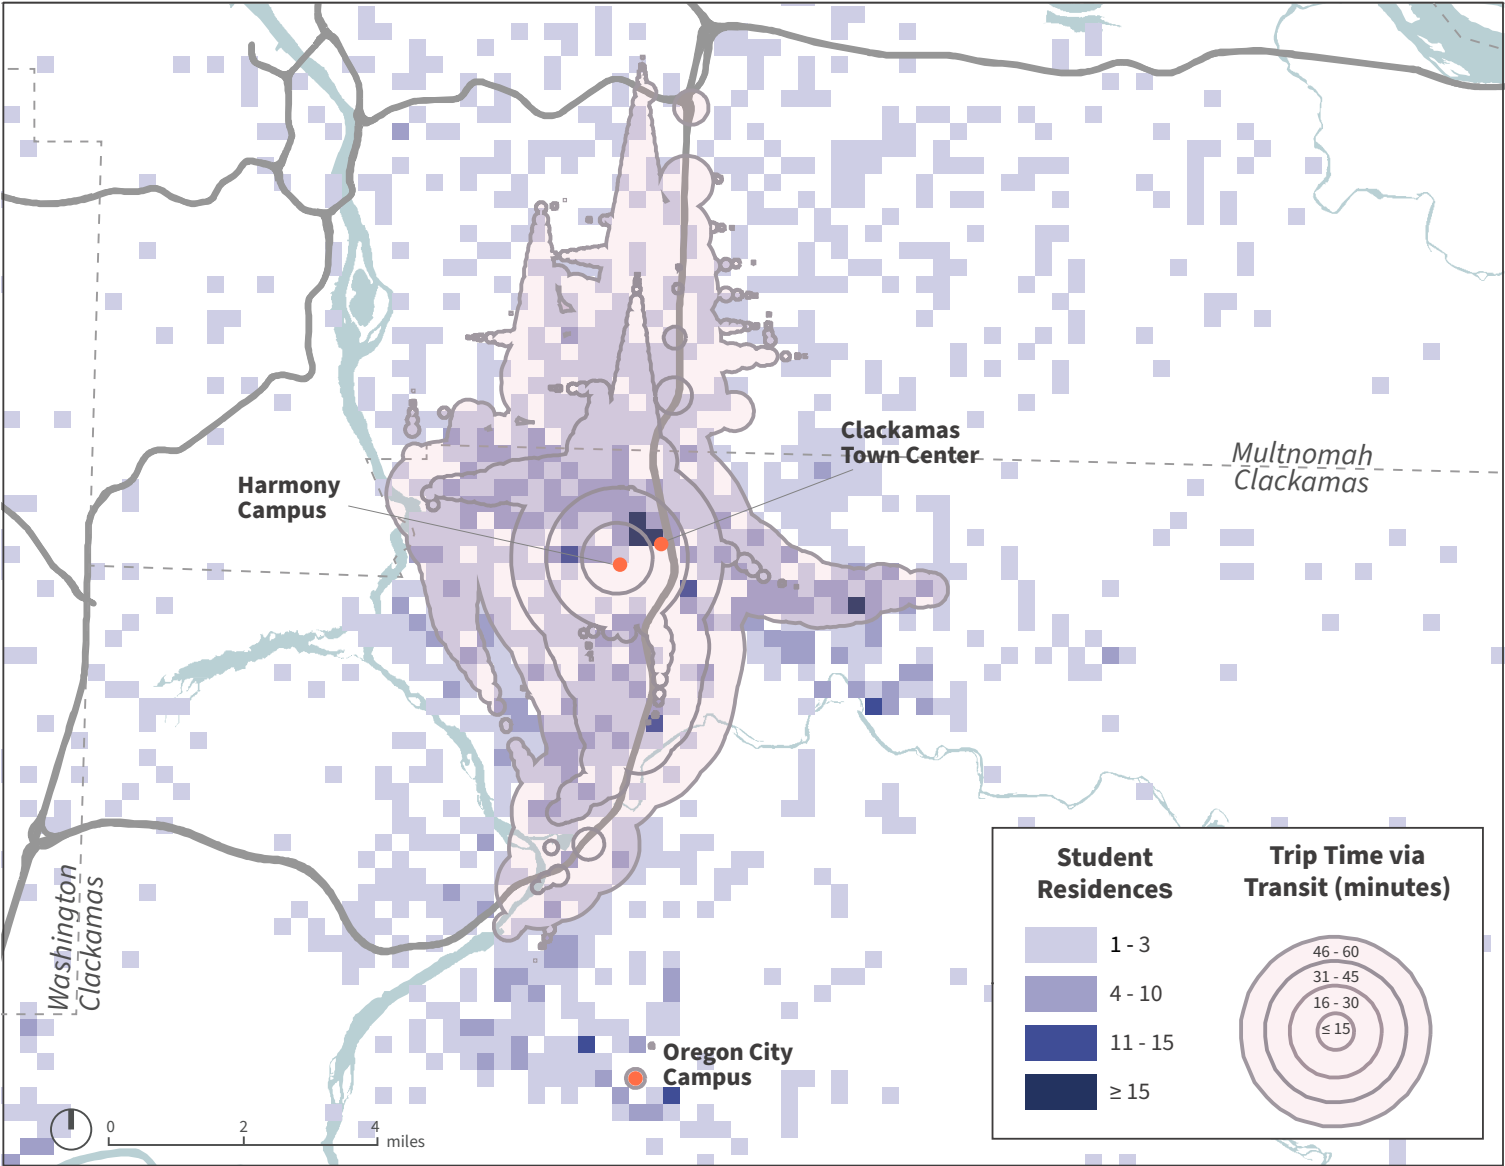 Clackamas
Town Center
Multnomah
Clackamas
Harmony
Campus
Student
Residences
1 - 3
4 - 10
11 - 15
≥ 15
Trip Time via
Transit (minutes)
46 - 60
31 - 45
16 - 30
≤ 15
Washington
Clackamas
Oregon City
Campus
0 2 4
miles